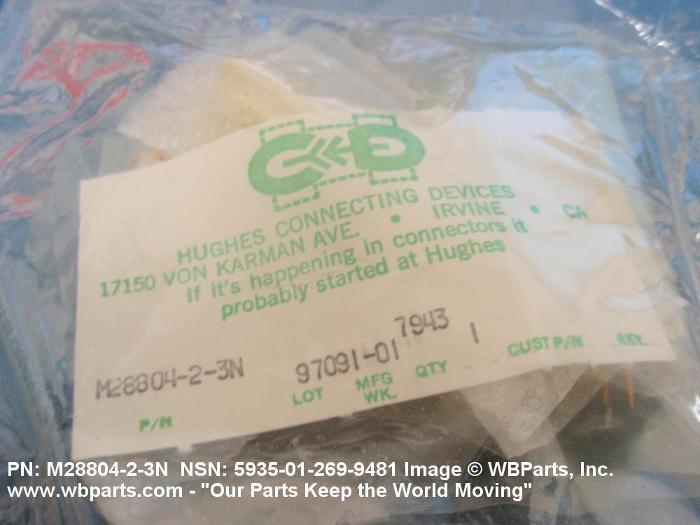 HUGHES CONNECTING DEVICES
17150 VON KARMAN AVE. • IRVINE • CA
If it's happening in connectors it
probably started at Hughes
M28804-2-3N 97091-01 7943 1
P/N LOT MFG WK. QTY CUST P/N REV.
PN: M28804-2-3N NSN: 5935-01-269-9481 Image © WBParts, Inc.
www.wbparts.com - "Our Parts Keep the World Moving"